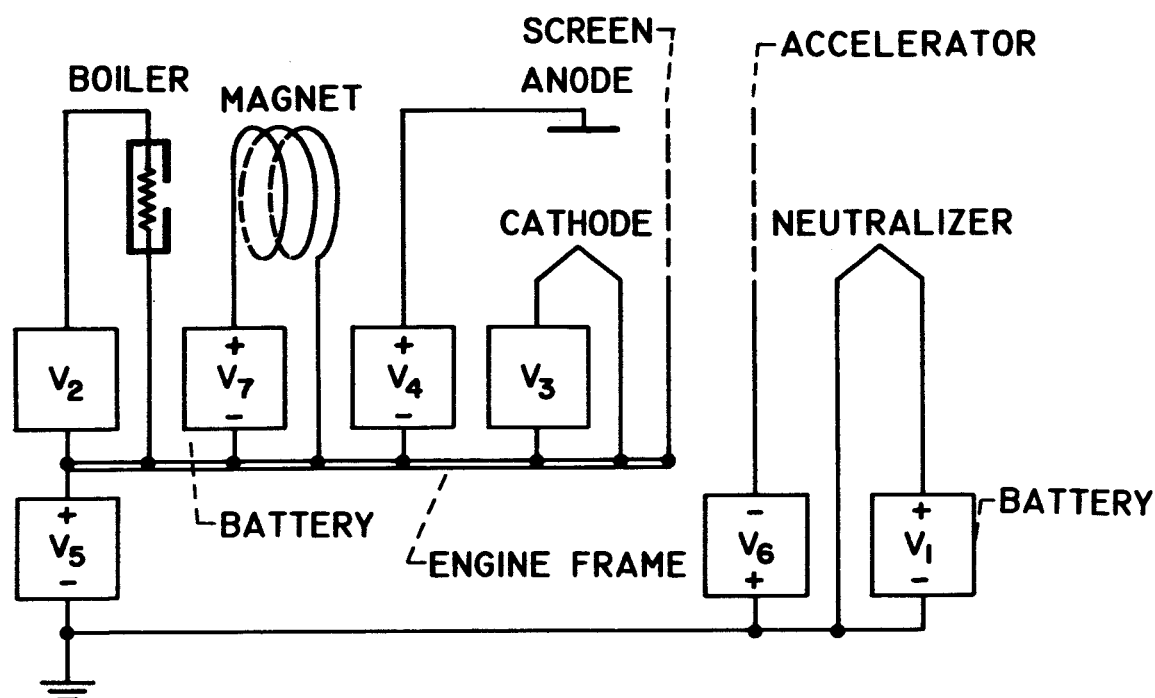 SCREEN
ACCELERATOR
BOILER
ANODE
MAGNET
CATHODE
NEUTRALIZER
V2
+
V7
-
+
V4
-
V3
+
V5
-
BATTERY
ENGINE FRAME
-
V6
+
+
V1
-
BATTERY